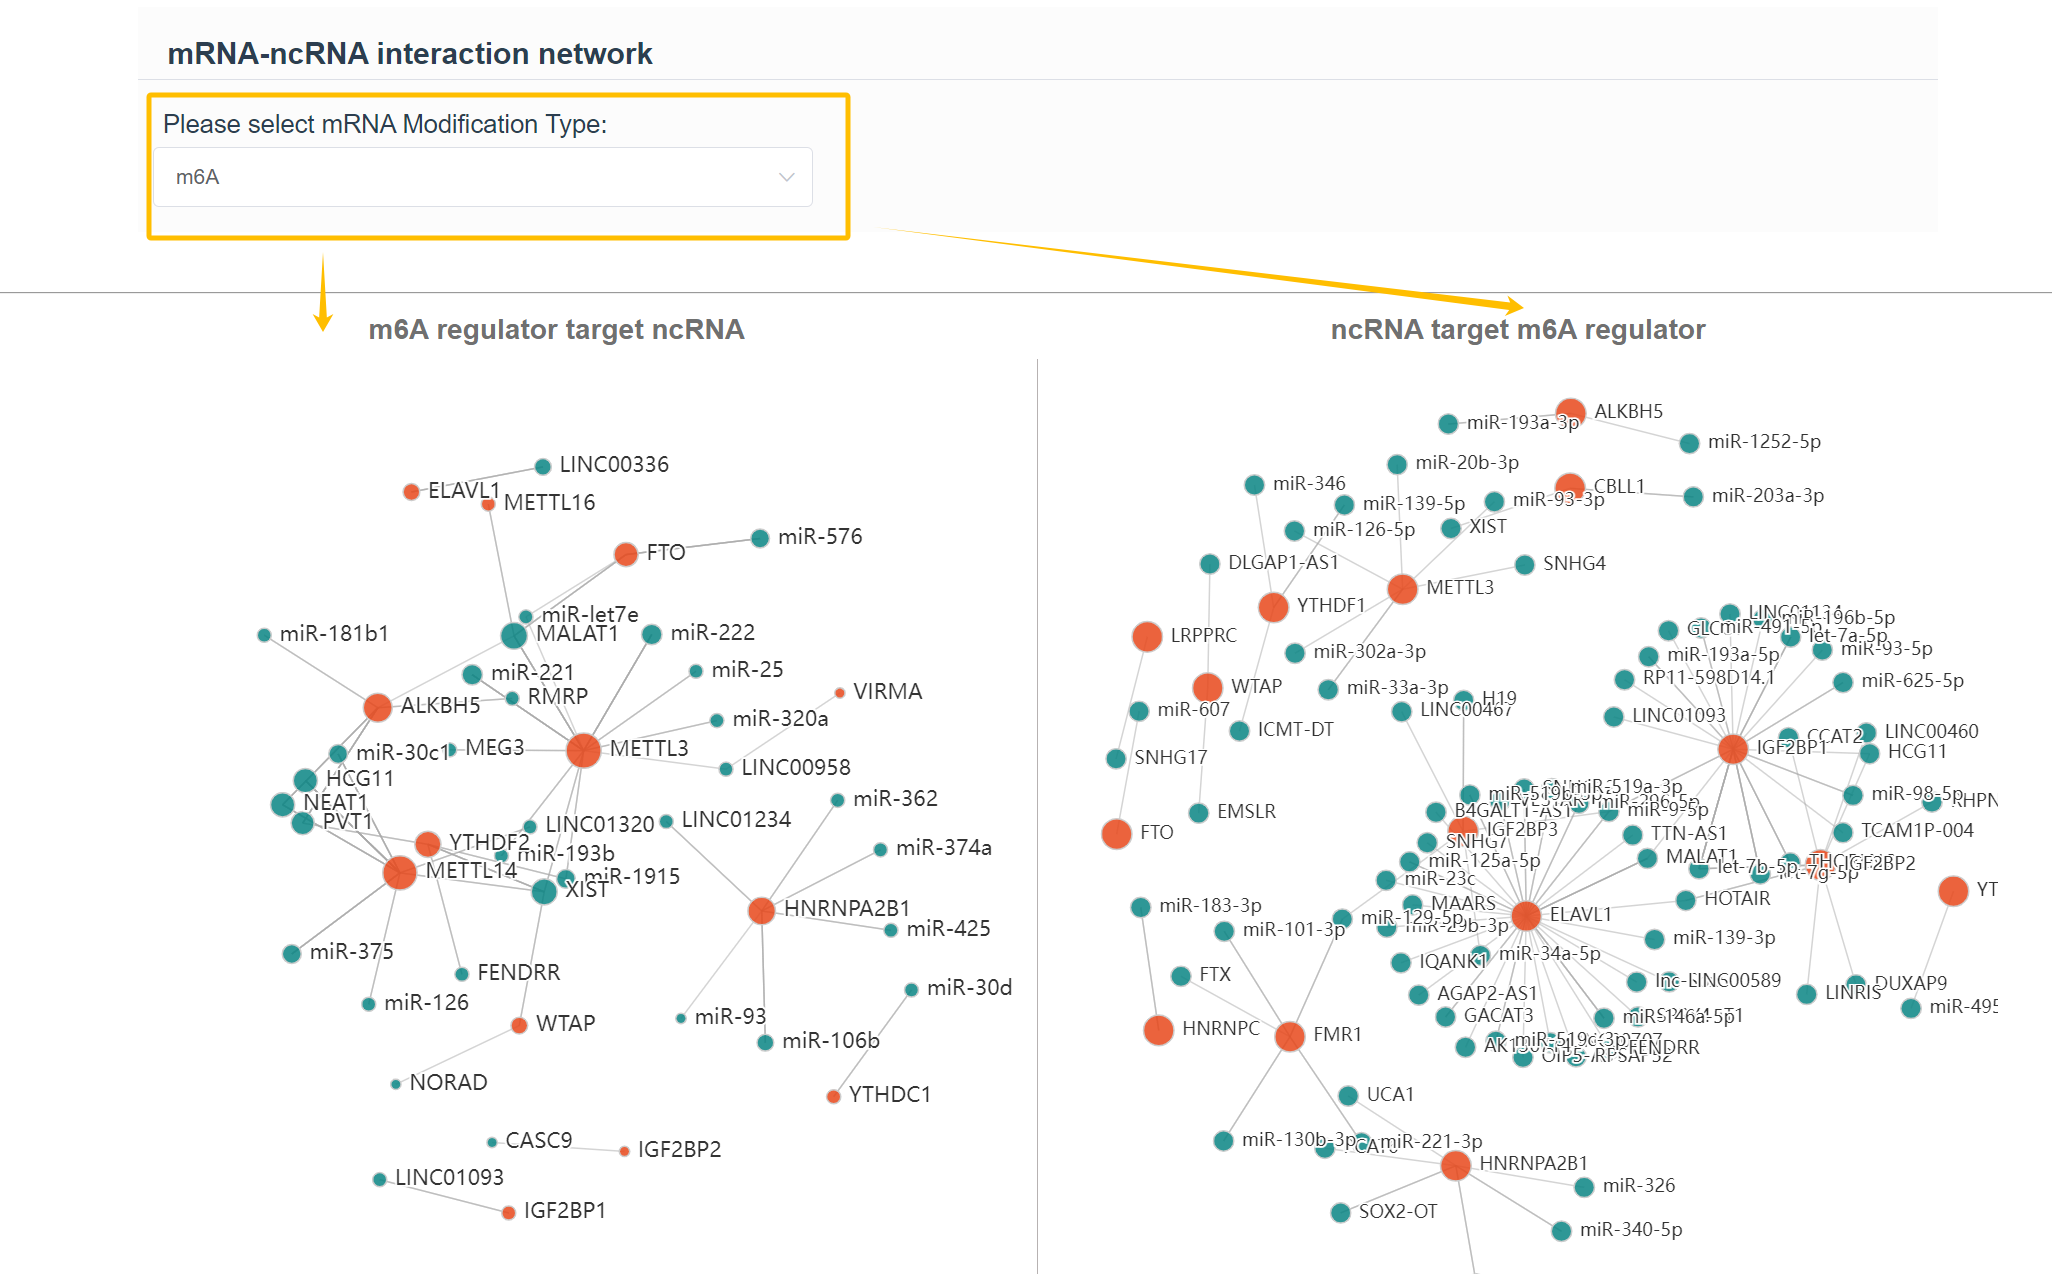 mRNA-ncRNA interaction network
Please select mRNA Modification Type:
m6A
m6A regulator target ncRNA
LINC00336
ELAVL1
METTL16
miR-576
FTO
miR-let7e
MALAT1
miR-181b1
miR-222
miR-221
miR-25
RMRP
VIRMA
ALKBH5
miR-320a
MEG3
METTL3
miR-30c1
LINC00958
HCG11
NEAT1
miR-362
PVT1
LINC01320
LINC01234
YTHDF2
miR-193b
miR-374a
METTL14
miR-1915
XIST
HNRNPA2B1
miR-425
miR-375
FENDRR
miR-30d
miR-126
miR-93
WTAP
miR-106b
NORAD
YTHDC1
CASC9
IGF2BP2
LINC01093
IGF2BP1
ncRNA target m6A regulator
ALKBH5
miR-193a-3p
miR-1252-5p
miR-20b-3p
miR-346
CBLL1
miR-203a-3p
miR-139-5p
miR-93-3p
miR-126-5p
XIST
DLGAP1-AS1
SNHG4
METTL3
YTHDF1
LINC01134
miR-196b-5p
miR-491-5p
let-7a-5p
LRPPRC
miR-193a-5p
miR-93-5p
miR-302a-3p
RP11-598D14.1
miR-625-5p
WTAP
miR-33a-3p
H19
miR-607
LINC00467
LINC01093
ICMT-DT
CCAT2
LINC00460
IGF2BP1
HCG11
SNHG17
miR-519a-3p
miR-98-5p
B4GALT1-AS1
miR-9-5p
EMSLR
IGF2BP3
TTN-AS1
TCAM1P-004
FTO
SNHG7
miR-125a-5p
MALAT1
let-7b-5p
IGF2BP2
miR-23c
YT
HOTAIR
miR-183-3p
MAARS
ELAVL1
miR-129-5p
miR-29b-3p
miR-101-3p
miR-139-3p
miR-34a-5p
IQANK1
FTX
LINC00589
DUXAP9
AGAP2-AS1
LINRIS
miR-495
GACAT3
miR-146a-5p
HNRNPC
FMR1
miR-519c-3p
FENDRR
UCA1
miR-130b-3p
miR-221-3p
HNRNPA2B1
miR-326
SOX2-OT
miR-340-5p